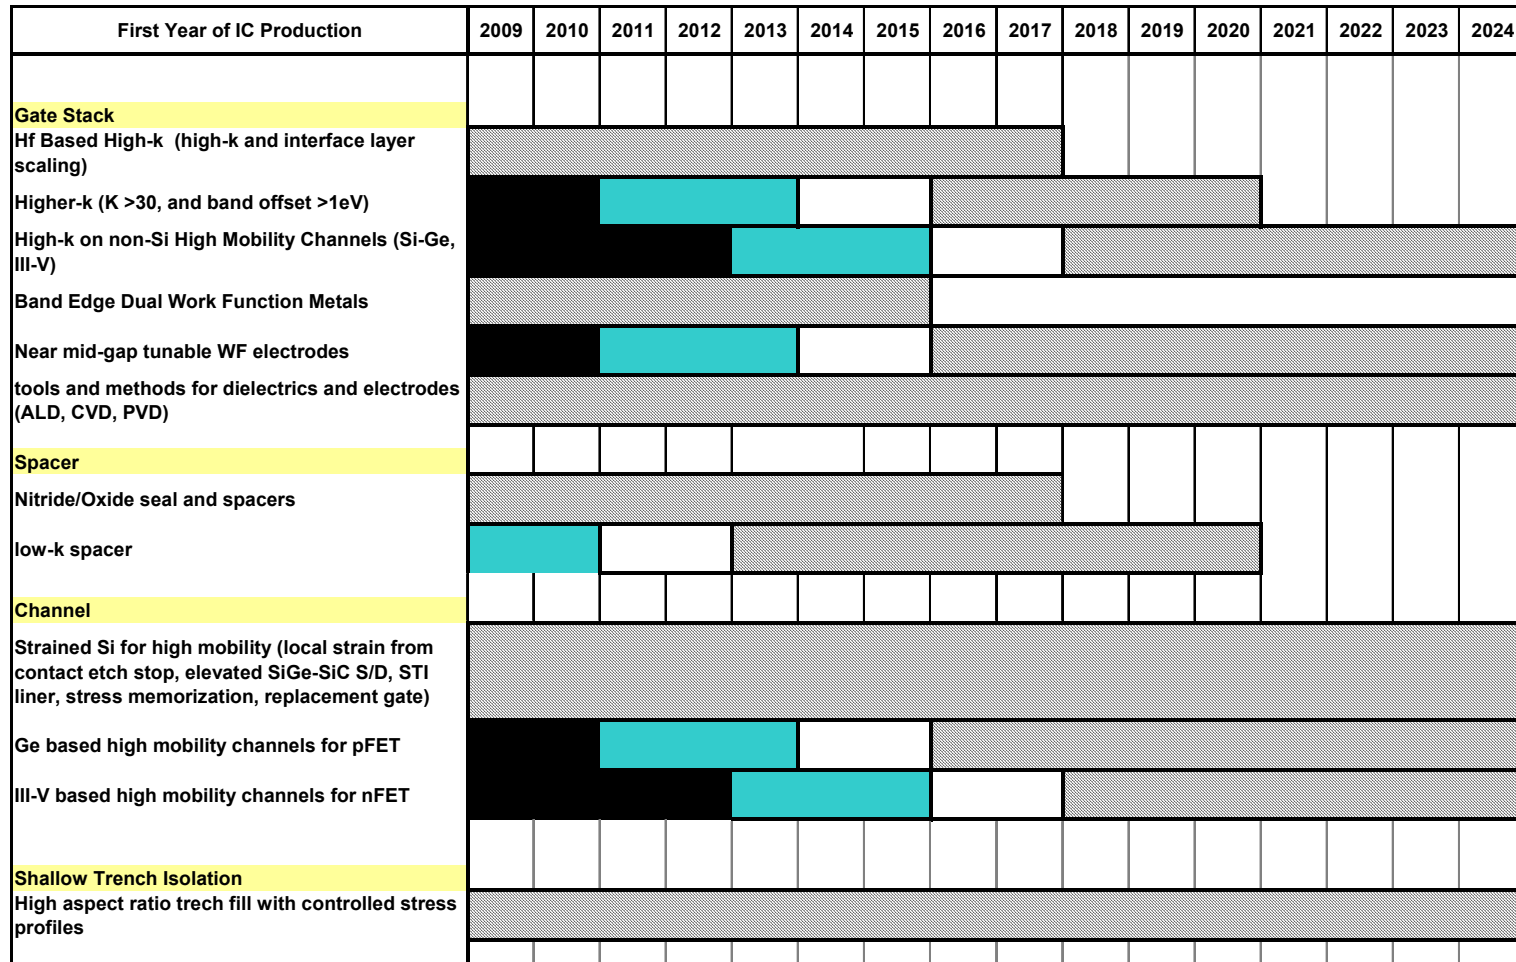 First Year of IC Production 2009 2010 2011 2012 2013 2014 2015 2016 2017 2018 2019 2020 2021 2022 2023 2024
Gate Stack
Hf Based High-k (high-k and interface layer
scaling)
Higher-k (K >30, and band offset >1eV)
High-k on non-Si High Mobility Channels (Si-Ge,
III-V)
Band Edge Dual Work Function Metals
Near mid-gap tunable WF electrodes
tools and methods for dielectrics and electrodes
(ALD, CVD, PVD)
Spacer
Nitride/Oxide seal and spacers
low-k spacer
Channel
Strained Si for high mobility (local strain from
contact etch stop, elevated SiGe-SiC S/D, STI
liner, stress memorization, replacement gate)
Ge based high mobility channels for pFET
III-V based high mobility channels for nFET
Shallow Trench Isolation
High aspect ratio trech fill with controlled stress
profiles